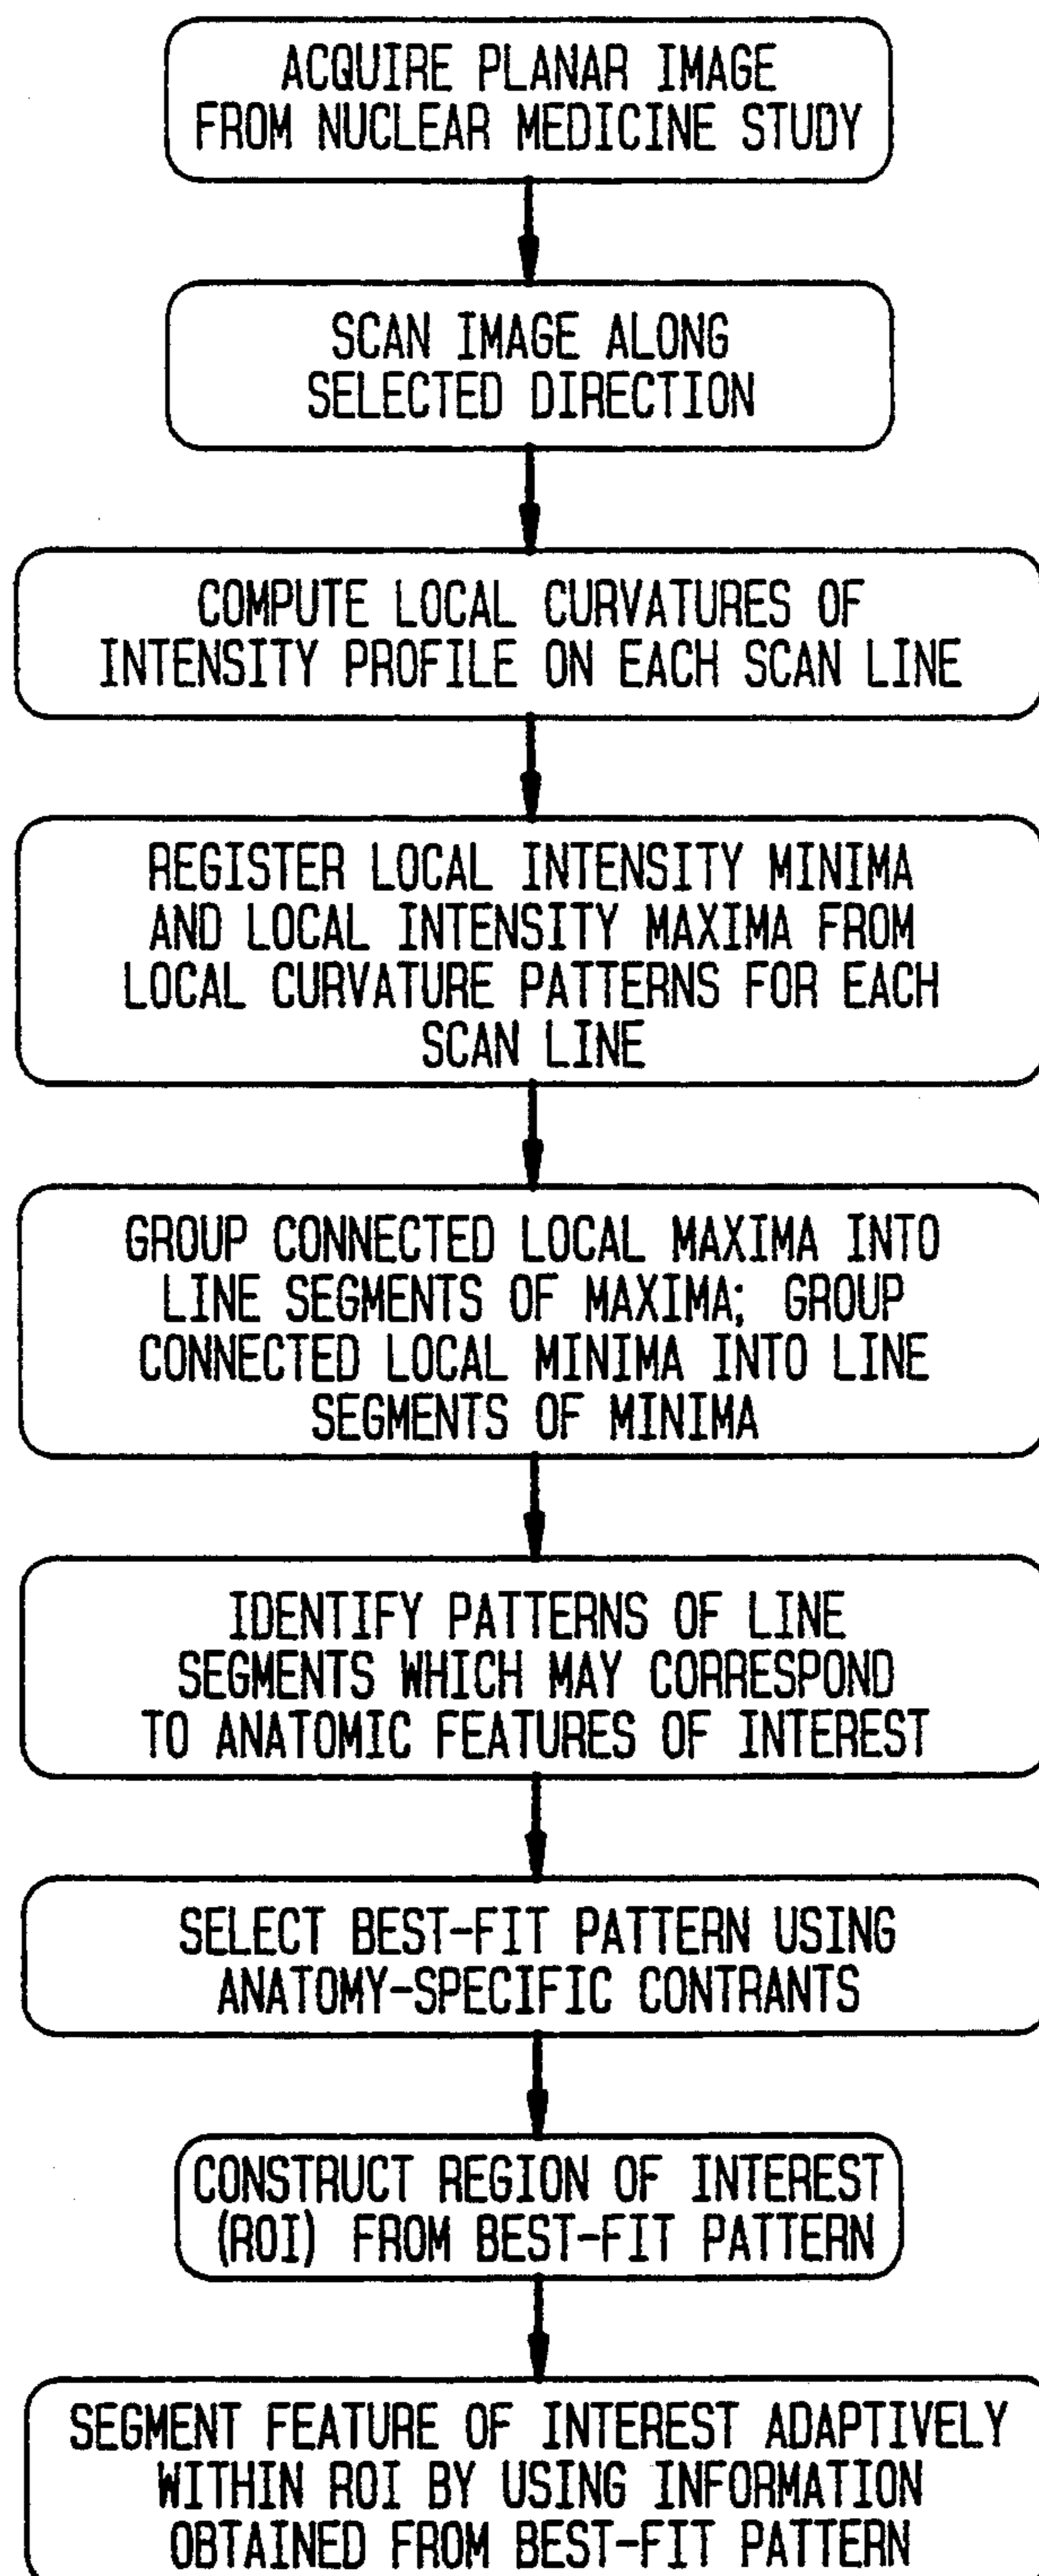 ACQUIRE PLANAR IMAGE
FROM NUCLEAR MEDICINE STUDY
SCAN IMAGE ALONG
SELECTED DIRECTION
COMPUTE LOCAL CURVATURES OF
INTENSITY PROFILE ON EACH SCAN LINE
REGISTER LOCAL INTENSITY MINIMA
AND LOCAL INTENSITY MAXIMA FROM
LOCAL CURVATURE PATTERNS FOR EACH
SCAN LINE
GROUP CONNECTED LOCAL MAXIMA INTO
LINE SEGMENTS OF MAXIMA; GROUP
CONNECTED LOCAL MINIMA INTO LINE
SEGMENTS OF MINIMA
IDENTIFY PATTERNS OF LINE
SEGMENTS WHICH MAY CORRESPOND
TO ANATOMIC FEATURES OF INTEREST
SELECT BEST-FIT PATTERN USING
ANATOMY-SPECIFIC CONTRANTS
CONSTRUCT REGION OF INTEREST
(ROI) FROM BEST-FIT PATTERN
SEGMENT FEATURE OF INTEREST ADAPTIVELY
WITHIN ROI BY USING INFORMATION
OBTAINED FROM BEST-FIT PATTERN